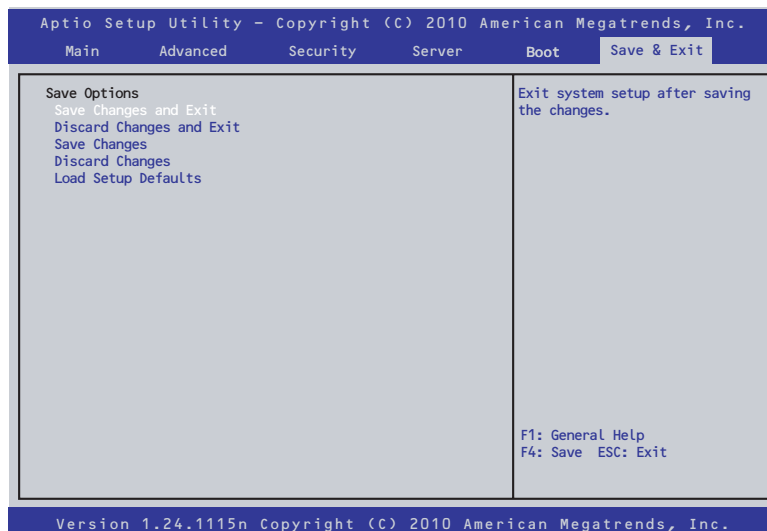 Aptio Setup Utility – Copyright (C) 2010 American Megatrends, Inc.
Main Advanced Security Server Boot Save & Exit
Save Options
Save Changes and Exit
Discard Changes and Exit
Save Changes
Discard Changes
Load Setup Defaults
Exit system setup after saving
the changes.
F1: General Help
F4: Save ESC: Exit
Version 1.24.1115n Copyright (C) 2010 American Megatrends, Inc.